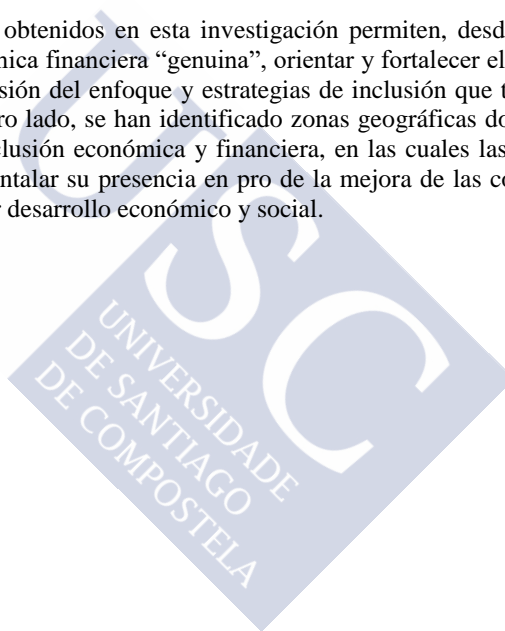 obtenidos en esta investigación permiten, desd
nica financiera “genuina”, orientar y fortalecer el
sión del enfoque y estrategias de inclusión que t
ro lado, se han identificado zonas geográficas do
clusión económica y financiera, en las cuales las
ntalar su presencia en pro de la mejora de las co
r desarrollo económico y social.
USC
UNIVERSIDADE
DE SANTIAGO
DE COMPOSTELA